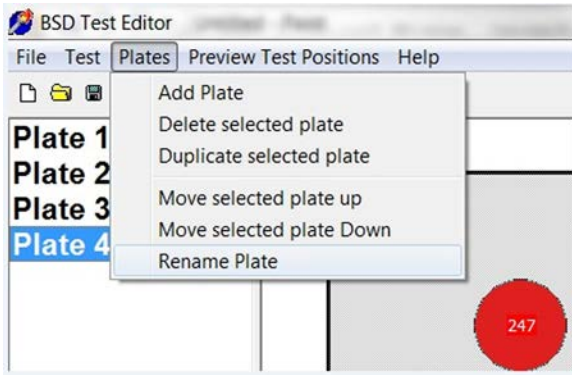 BSD Test Editor
File Test Plates Preview Test Positions Help
Add Plate
Delete selected plate
Duplicate selected plate
Move selected plate up
Move selected plate Down
Rename Plate
Plate 1
Plate 2
Plate 3
Plate 4
247